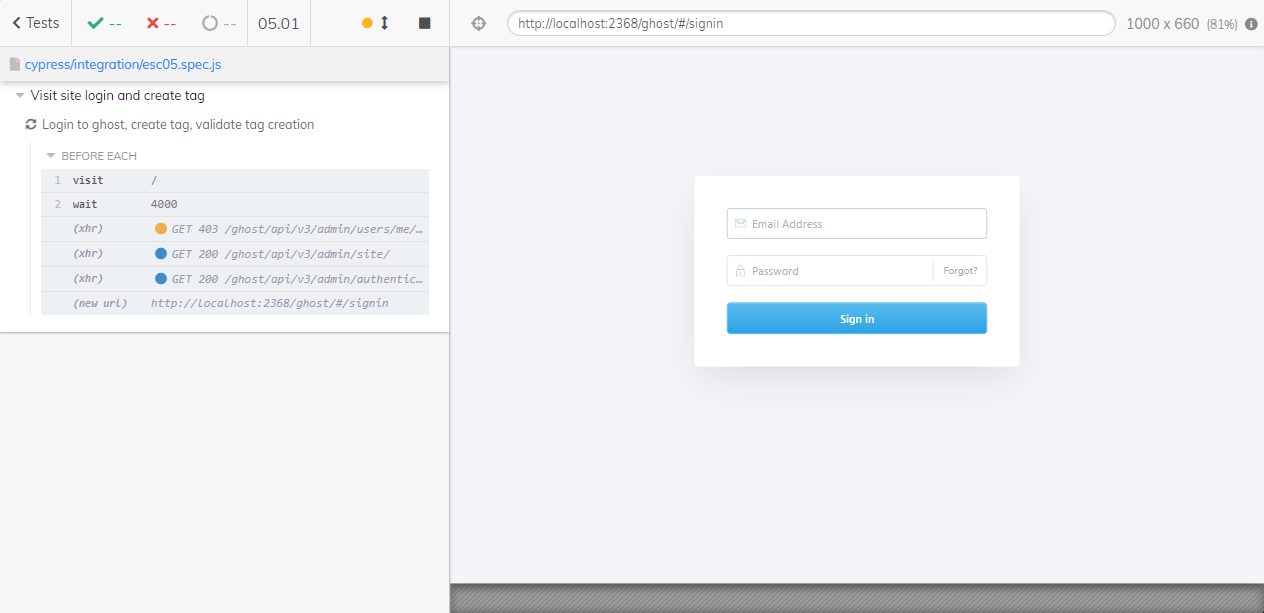 Tests -- -- -- 05.01 http://localhost:2368/ghost/#/signin 1000 x 660 (81%)
cypress/integration/esc05.spec.js
Visit site login and create tag
Login to ghost, create tag, validate tag creation
BEFORE EACH
1 visit /
2 wait 4000
(xhr) GET 403 /ghost/api/v3/admin/users/me/…
(xhr) GET 200 /ghost/api/v3/admin/site/
(xhr) GET 200 /ghost/api/v3/admin/authentic…
(new url) http://localhost:2368/ghost/#/signin
Email Address
Password Forgot?
Sign in